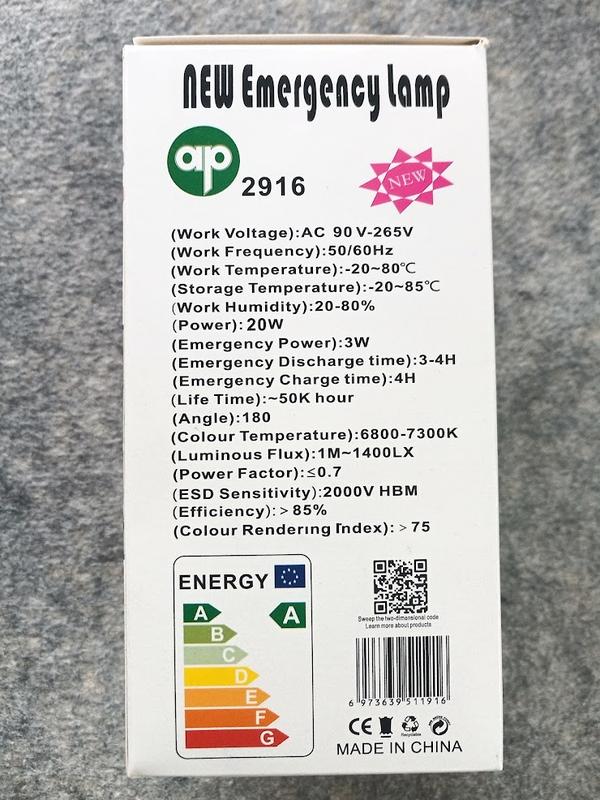 NEW Emergency Lamp
ap
2916
NEW
(Work Voltage):AC 90V-265V
(Work Frequency):50/60Hz
(Work Temperature):-20~80℃
(Storage Temperature):-20~85℃
(Work Humidity):20-80%
(Power):20W
(Emergency Power):3W
(Emergency Discharge time):3-4H
(Emergency Charge time):4H
(Life Time):~50K hour
(Angle):180
(Colour Temperature):6800-7300K
(Luminous Flux):1M~1400LX
(Power Factor):≤0.7
(ESD Sensitivity):2000V HBM
(Efficiency):>85%
(Colour Rendering Index):>75
ENERGY
A
A
B
C
D
E
F
G
Sweep the two-dimensional code
Learn more about products
6 973639 511916
CE
Recyclable
MADE IN CHINA